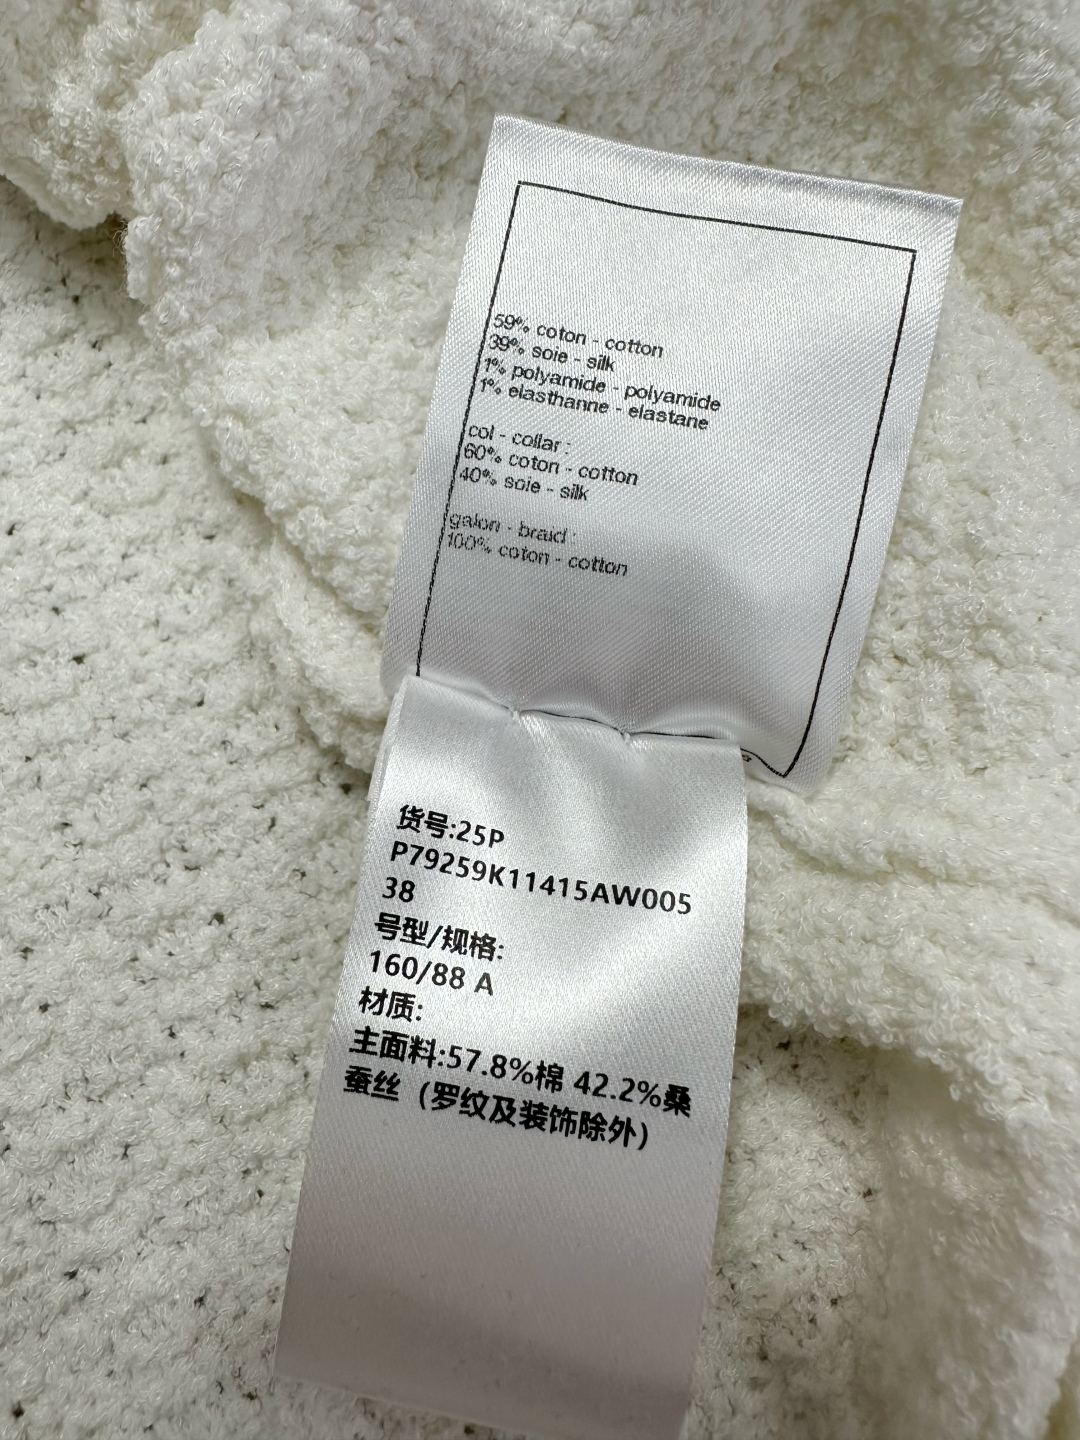 59% coton - cotton
39% soie - silk
1% polyamide - polyamide
1% elasthanne - elastane
col - collar :
60% coton - cotton
40% soie - silk
galon - braid :
100% coton - cotton
货号:25P
P79259K11415AW005
38
号型/规格:
160/88 A
材质:
主面料:57.8%棉 42.2%桑
蚕丝（罗纹及装饰除外）